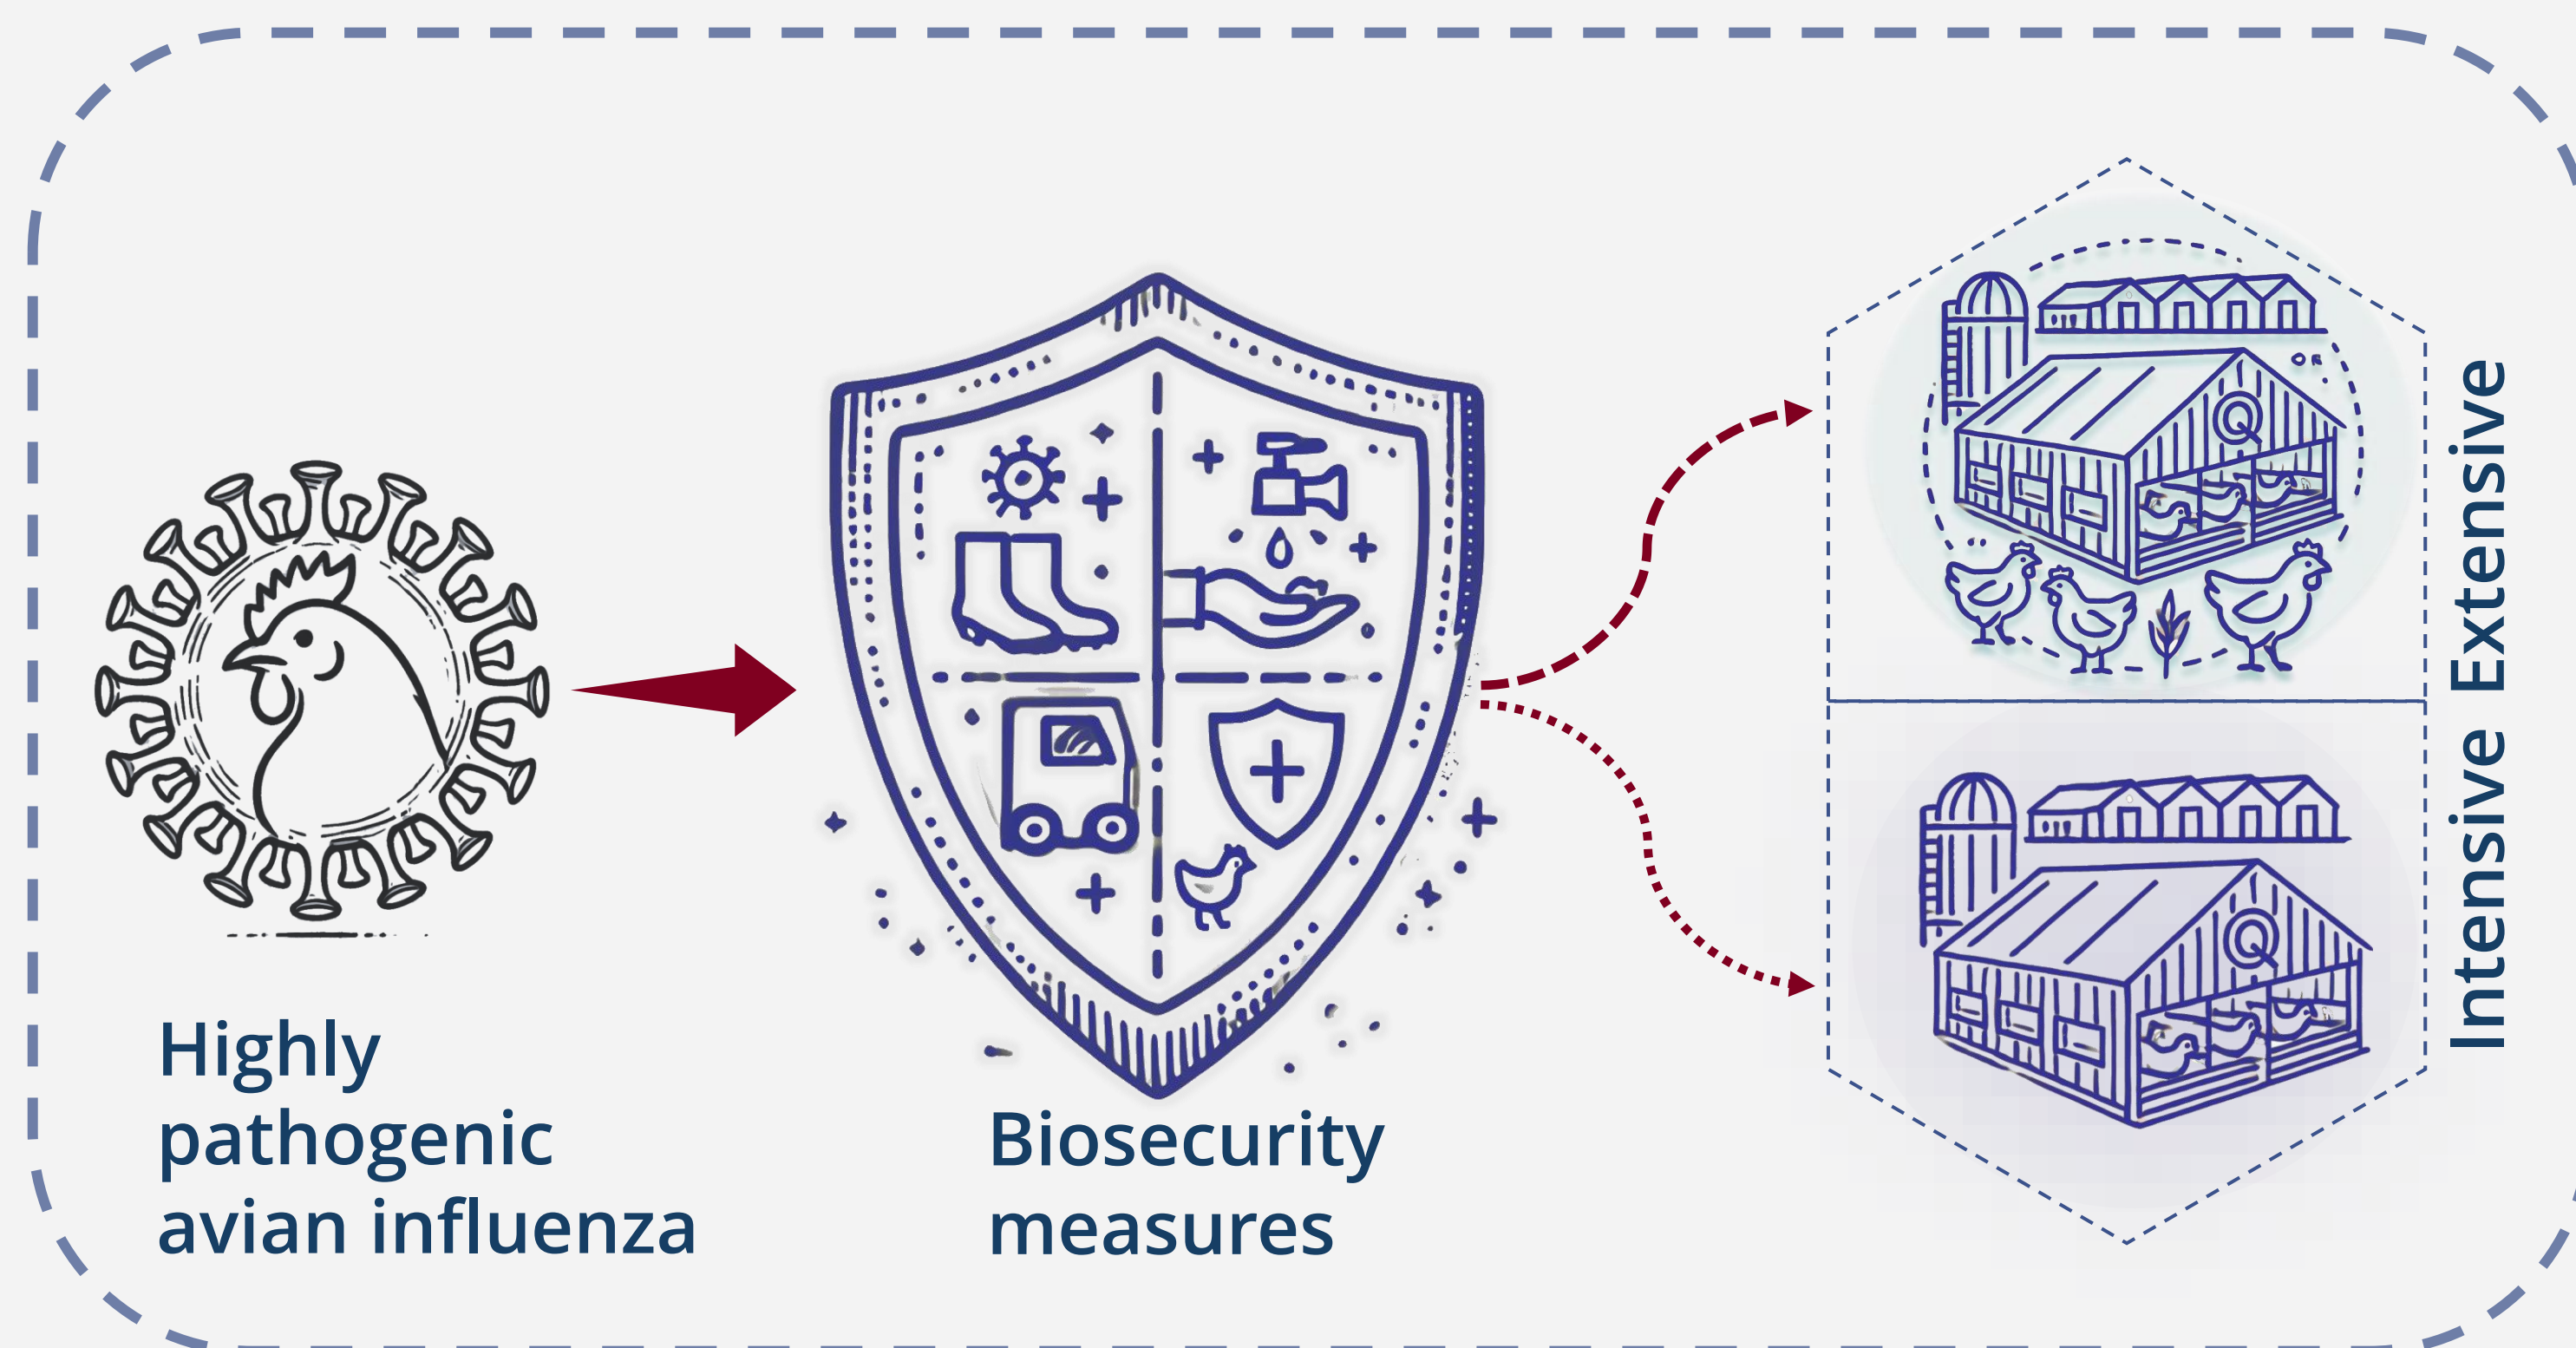 Highly
pathogenic
avian influenza
Biosecurity
measures
Extensive
Intensive